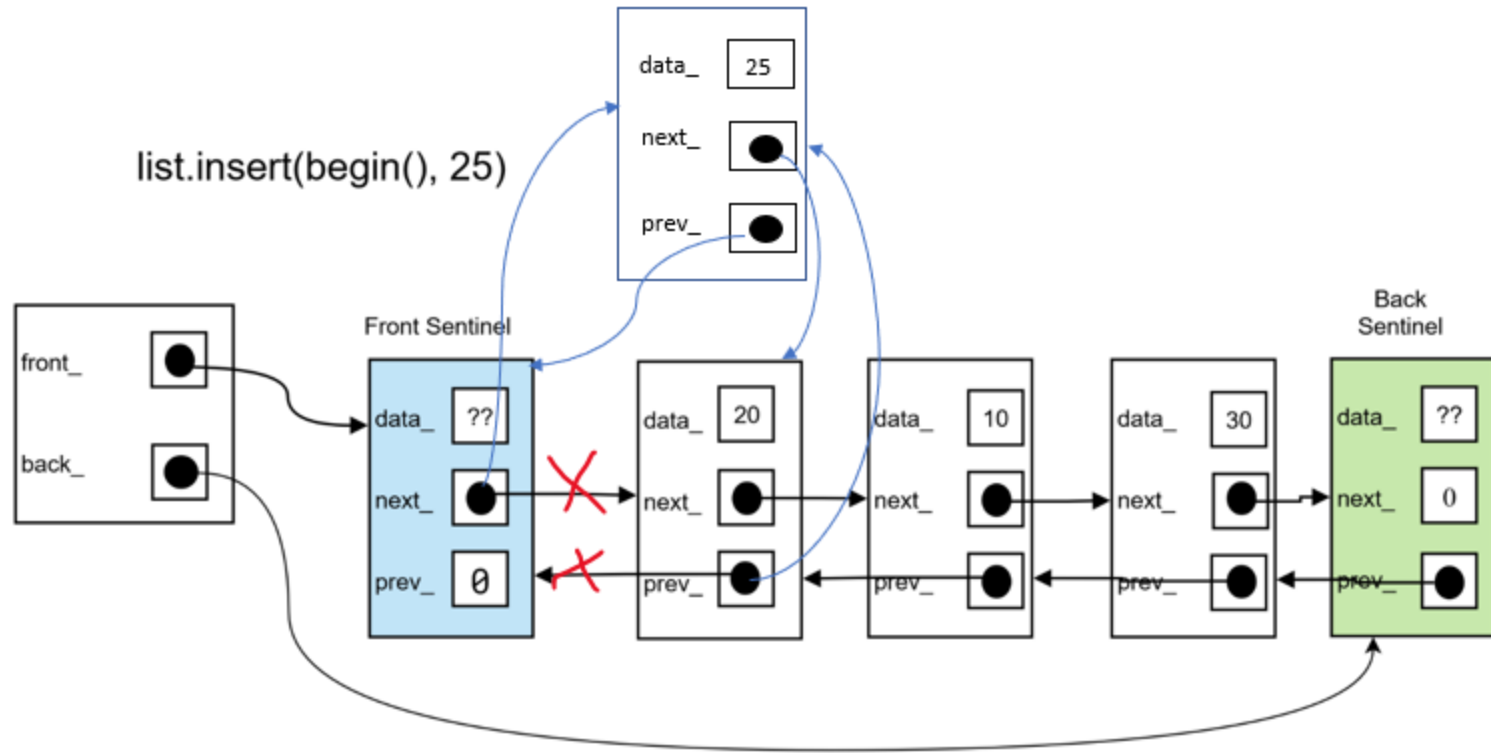 data_ 25
next_
prev_
list.insert(begin(), 25)
front_
back_
Front Sentinel
data_ ??
next_
prev_ 0
data_ 20
next_
prev_
data_ 10
next_
prev_
data_ 30
next_
prev_
Back
Sentinel
data_ ??
next_ 0
prev_